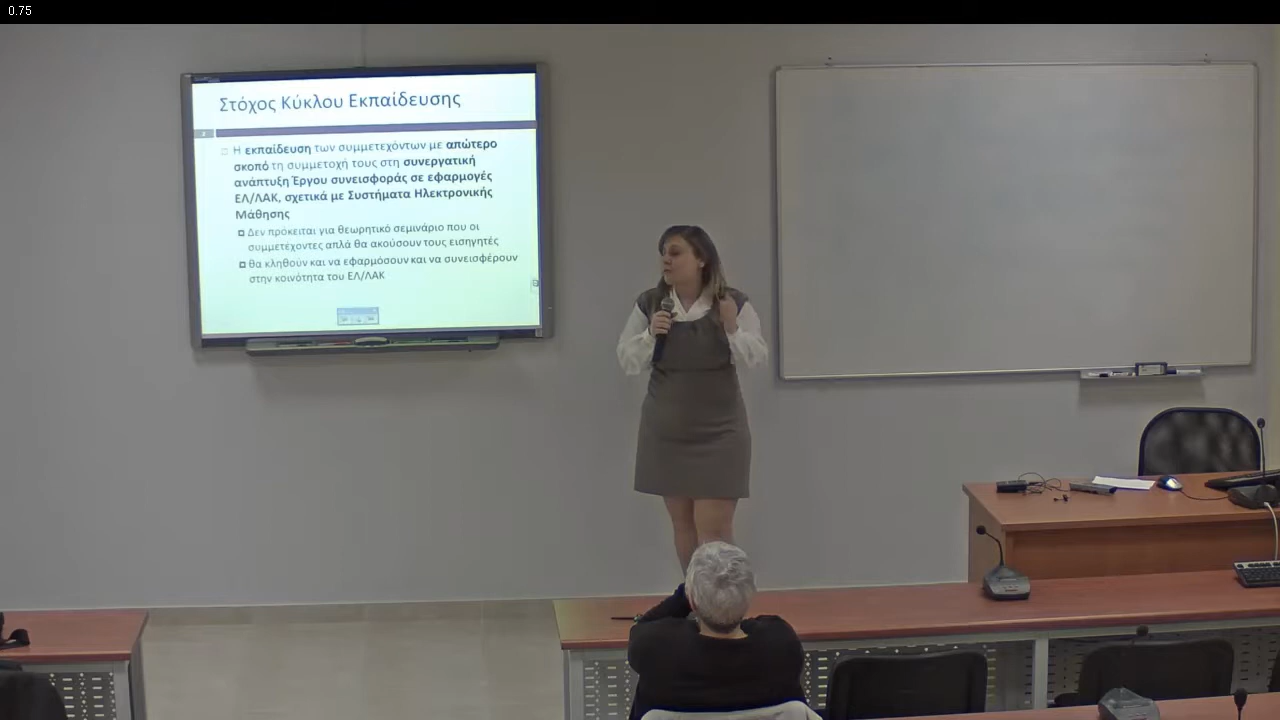 0.75
Στόχος Κύκλου Εκπαίδευσης
2
Η εκπαίδευση των συμμετεχόντων με απώτερο
σκοπό τη συμμετοχή τους στη συνεργατική
ανάπτυξη Έργου συνεισφοράς σε εφαρμογές
ΕΛ/ΛΑΚ, σχετικά με Συστήματα Ηλεκτρονικής
Μάθησης
Δεν πρόκειται για θεωρητικό σεμινάριο που οι
συμμετέχοντες απλά θα ακούσουν τους εισηγητές
θα κληθούν και να εφαρμόσουν και να συνεισφέρουν
στην κοινότητα του ΕΛ/ΛΑΚ